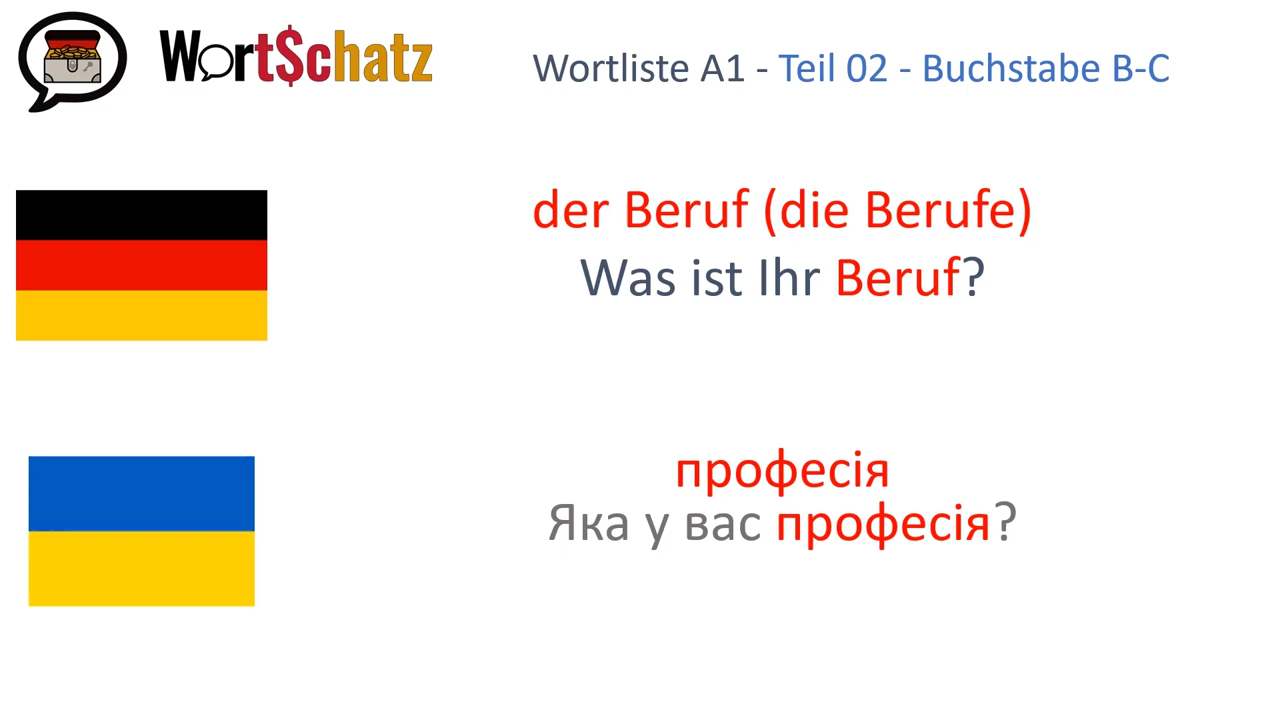 WortSchatz
Wortliste A1 - Teil 02 - Buchstabe B-C
der Beruf (die Berufe)
Was ist Ihr Beruf?
професія
Яка у вас професія?